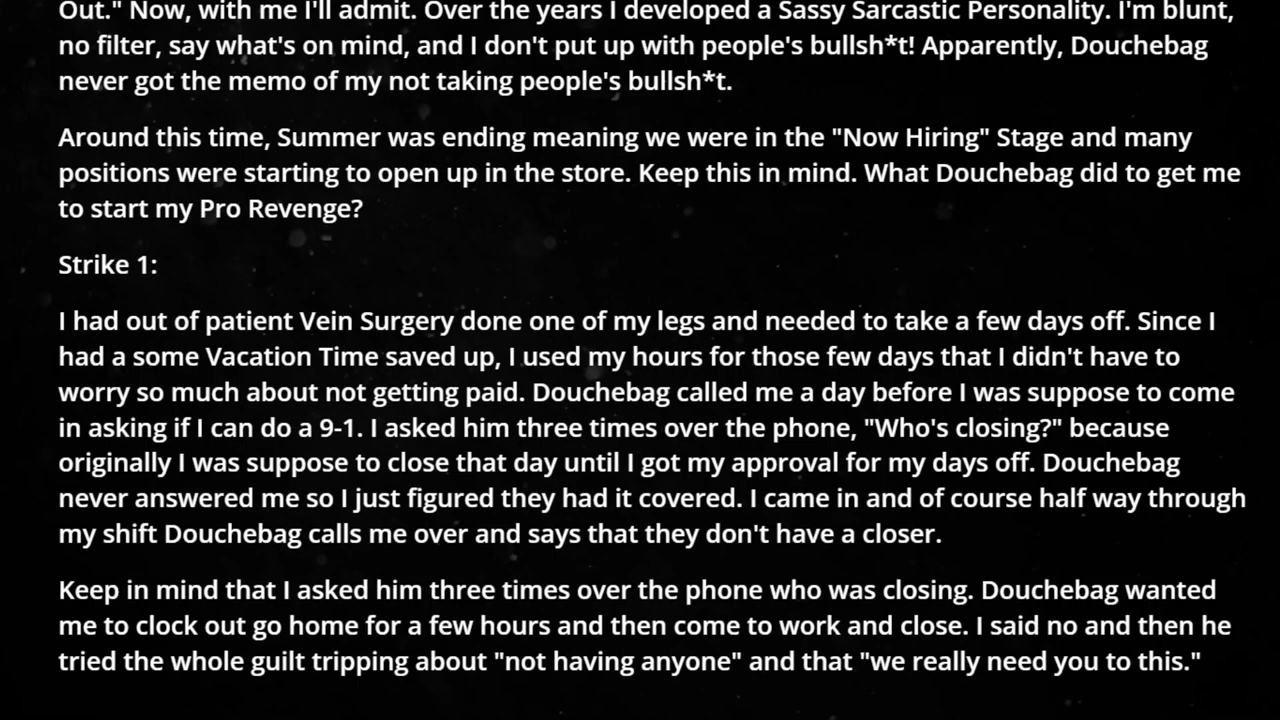 Out." Now, with me I'll admit. Over the years I developed a Sassy Sarcastic Personality. I'm blunt,
no filter, say what's on mind, and I don't put up with people's bullsh*t! Apparently, Douchebag
never got the memo of my not taking people's bullsh*t.
Around this time, Summer was ending meaning we were in the "Now Hiring" Stage and many
positions were starting to open up in the store. Keep this in mind. What Douchebag did to get me
to start my Pro Revenge?
Strike 1:
I had out of patient Vein Surgery done one of my legs and needed to take a few days off. Since I
had a some Vacation Time saved up, I used my hours for those few days that I didn't have to
worry so much about not getting paid. Douchebag called me a day before I was suppose to come
in asking if I can do a 9-1. I asked him three times over the phone, "Who's closing?" because
originally I was suppose to close that day until I got my approval for my days off. Douchebag
never answered me so I just figured they had it covered. I came in and of course half way through
my shift Douchebag calls me over and says that they don't have a closer.
Keep in mind that I asked him three times over the phone who was closing. Douchebag wanted
me to clock out go home for a few hours and then come to work and close. I said no and then he
tried the whole guilt tripping about "not having anyone" and that "we really need you to this."